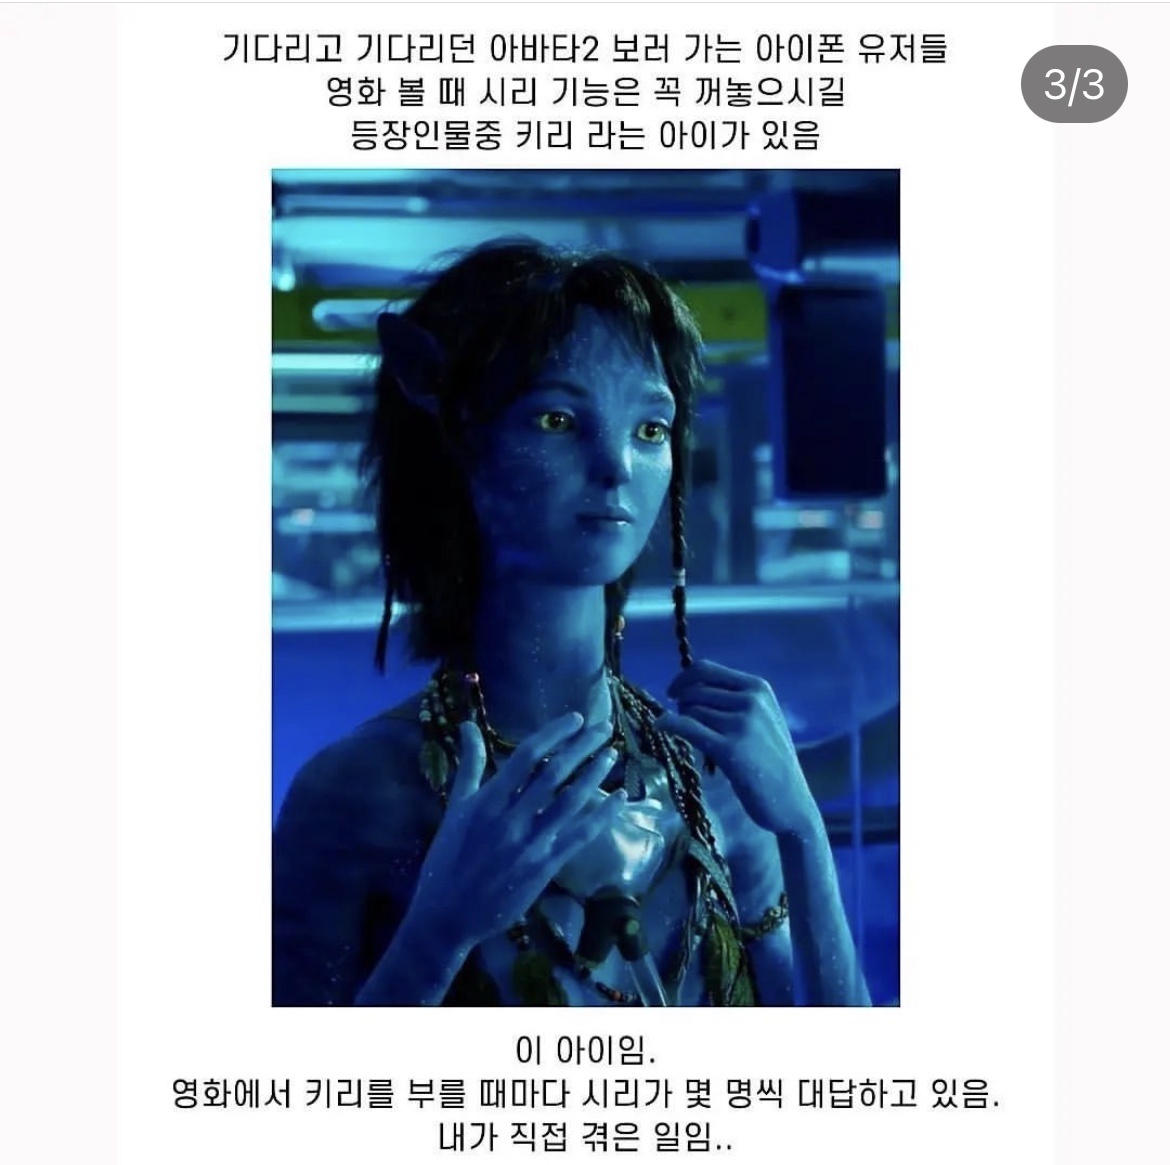 기다리고 기다리던 아바타2 보러 가는 아이폰 유저들
영화 볼 때 시리 기능은 꼭 꺼놓으시길
등장인물중 키리 라는 아이가 있음
3/3
이 아이임.
영화에서 키리를 부를 때마다 시리가 몇 명씩 대답하고 있음.
내가 직접 겪은 일임..